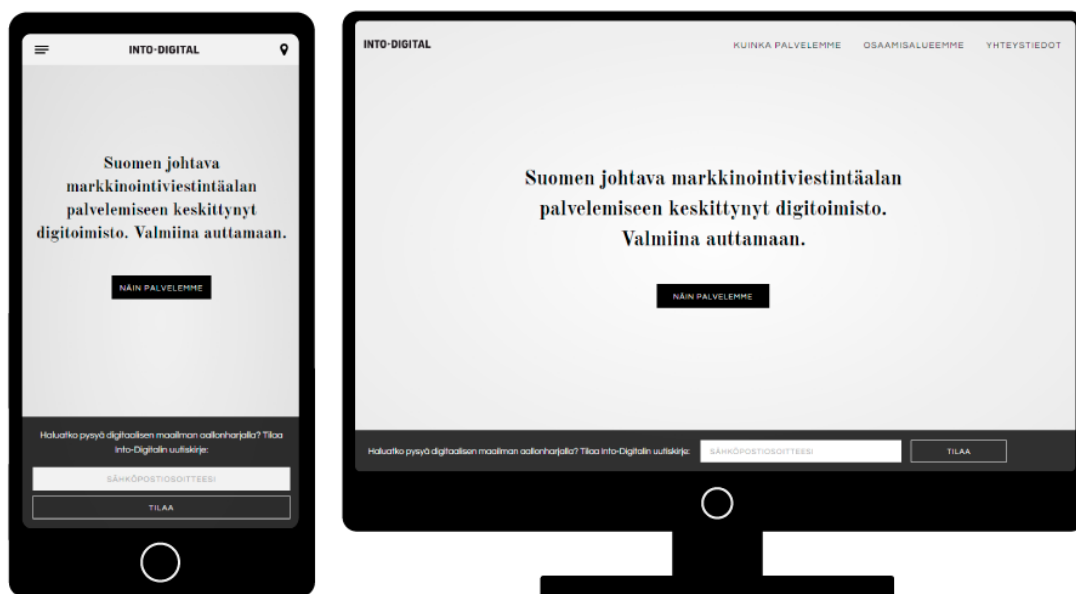 INTO-DIGITAL
Suomen johtava
markkinointiviestintäalan
palvelemiseen keskittynyt
digitoimisto. Valmiina auttamaan.
NÄIN PALVELEMME
Haluatko pysyä digitaalisen maailman aallonharjalla? Tilaa
Into-Digitalin uutiskirje:
SÄHKÖPOSTIOSOITTEESI
TILAA
INTO-DIGITAL
KUINKA PALVELEMME
OSAAMISALUEEMME
YHTEYSTIEDOT
Suomen johtava markkinointiviestintäalan
palvelemiseen keskittynyt digitoimisto.
Valmiina auttamaan.
NÄIN PALVELEMME
Haluatko pysyä digitaalisen maailman aallonharjalla? Tilaa Into-Digitalin uutiskirje:
SÄHKÖPOSTIOSOITTEESI
TILAA